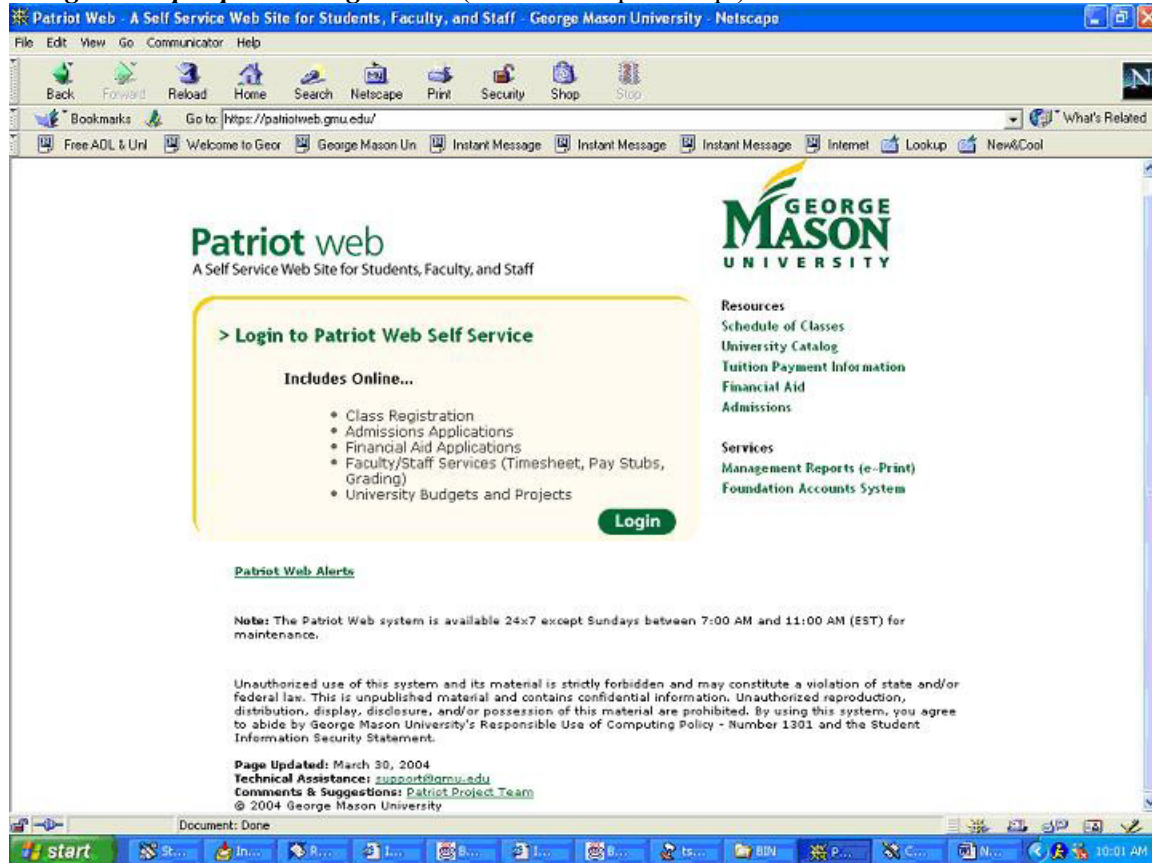 Patriot Web - A Self Service Web Site for Students, Faculty, and Staff - George Mason University - Netscape
File Edit View Go Communicator Help
Back Forward Reload Home Search Netscape Print Security Shop Stop
N
Bookmarks Go to: https://patriotweb.gmu.edu/ What's Related
Free AOL & Unl Welcome to Geor George Mason Un Instant Message Instant Message Instant Message Internet Lookup New&Cool
GEORGE
MASON
UNIVERSITY
Patriot web
A Self Service Web Site for Students, Faculty, and Staff
> Login to Patriot Web Self Service
Includes Online...
• Class Registration
• Admissions Applications
• Financial Aid Applications
• Faculty/Staff Services (Timesheet, Pay Stubs,
Grading)
• University Budgets and Projects
Login
Resources
Schedule of Classes
University Catalog
Tuition Payment Information
Financial Aid
Admissions
Services
Management Reports (e-Print)
Foundation Accounts System
Patriot Web Alerts
Note: The Patriot Web system is available 24x7 except Sundays between 7:00 AM and 11:00 AM (EST) for
maintenance.
Unauthorized use of this system and its material is strictly forbidden and may constitute a violation of state and/or
federal law. This is unpublished material and contains confidential information. Unauthorized reproduction,
distribution, display, disclosure, and/or possession of this material are prohibited. By using this system, you agree
to abide by George Mason University's Responsible Use of Computing Policy - Number 1301 and the Student
Information Security Statement.
Page Updated: March 30, 2004
Technical Assistance: support@gmu.edu
Comments & Suggestions: Patriot Project Team
© 2004 George Mason University
Document: Done
start St... In... R... I... B... I... B... ts... BIN P... C... N... 10:01 AM